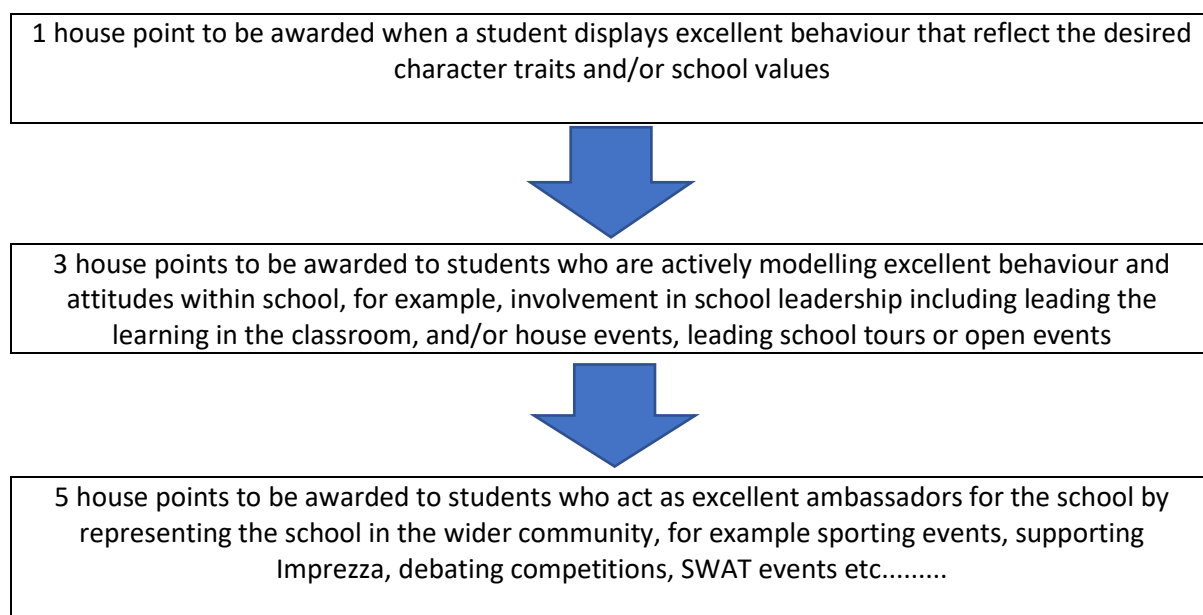 1 house point to be awarded when a student displays excellent behaviour that reflect the desired
character traits and/or school values
3 house points to be awarded to students who are actively modelling excellent behaviour and
attitudes within school, for example, involvement in school leadership including leading the
learning in the classroom, and/or house events, leading school tours or open events
5 house points to be awarded to students who act as excellent ambassadors for the school by
representing the school in the wider community, for example sporting events, supporting
Imprezza, debating competitions, SWAT events etc.........